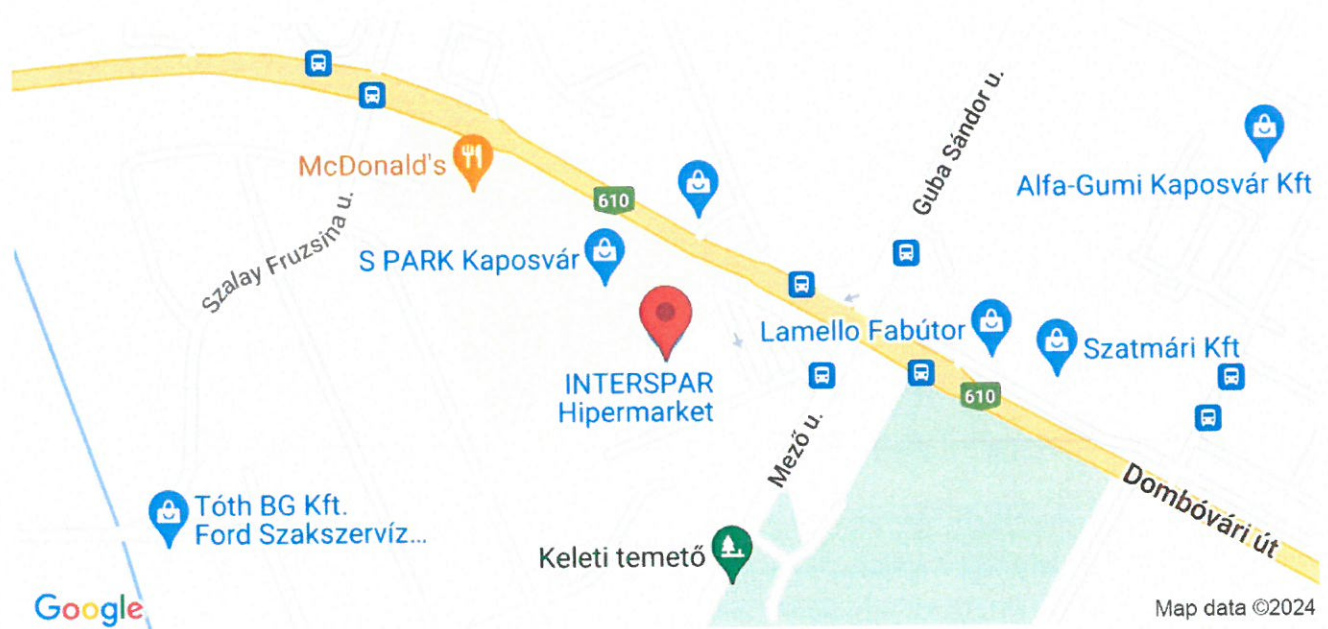 McDonald's
610
Guba Sándor u.
Alfa-Gumi Kaposvár Kft
Szalay Fruzsina u.
S PARK Kaposvár
Lamello Fabútor
Szatmári Kft
INTERSPAR
Hipermarket
610
Mező u.
Dombóvári út
Tóth BG Kft.
Ford Szakszervíz...
Keleti temető
Google
Map data ©2024